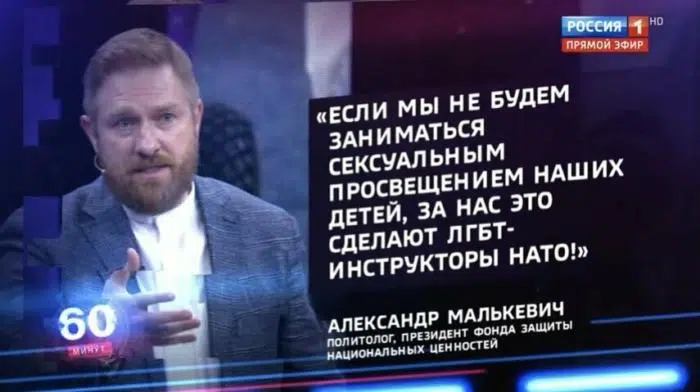 РОССИЯ 1 HD
ПРЯМОЙ ЭФИР
«ЕСЛИ МЫ НЕ БУДЕМ
ЗАНИМАТЬСЯ
СЕКСУАЛЬНЫМ
ПРОСВЕЩЕНИЕМ НАШИХ
ДЕТЕЙ, ЗА НАС ЭТО
СДЕЛАЮТ ЛГБТ-
ИНСТРУКТОРЫ НАТО!»
АЛЕКСАНДР МАЛЬКЕВИЧ
ПОЛИТОЛОГ, ПРЕЗИДЕНТ ФОНДА ЗАЩИТЫ
НАЦИОНАЛЬНЫХ ЦЕННОСТЕЙ
60
МИНУТ